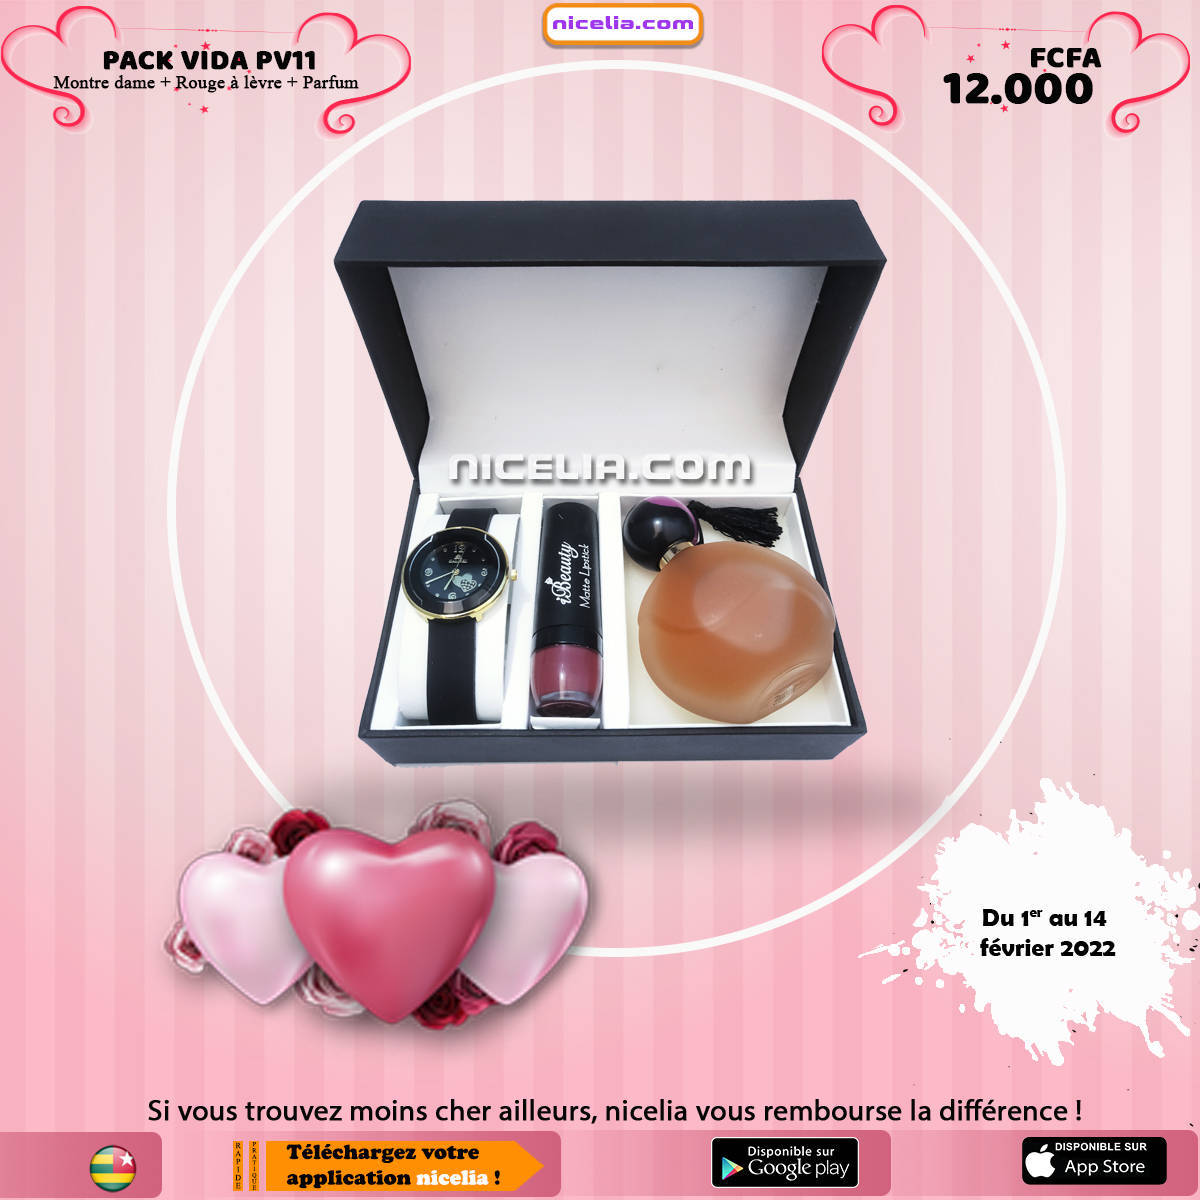 nicelia.com
PACK VIDA PV11
Montre dame + Rouge à lèvre + Parfum
FCFA
12.000
NICELIA.COM
iBeauty
Matte Lipstick
Du 1er au 14
février 2022
Si vous trouvez moins cher ailleurs, nicelia vous rembourse la différence !
RAPIDE
PRATIQUE
Téléchargez votre
application nicelia !
Disponible sur
Google play
DISPONIBLE SUR
App Store